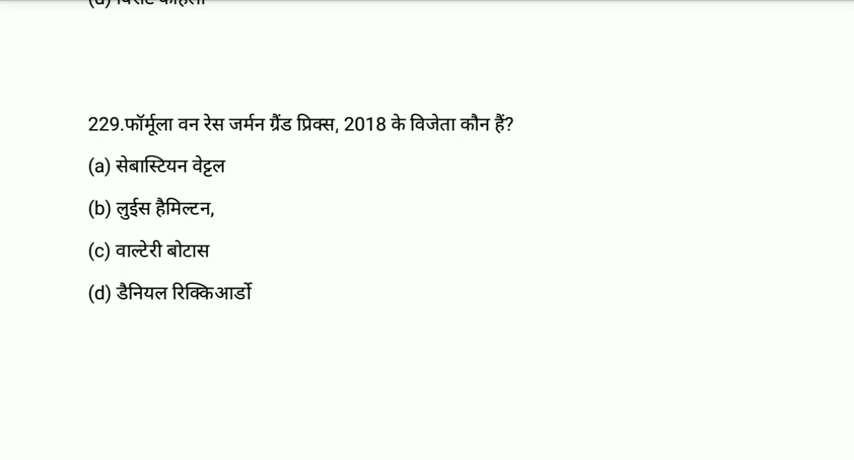 229.फॉर्मूला वन रेस जर्मन ग्रैंड प्रिक्स, 2018 के विजेता कौन हैं?
(a) सेबास्टियन वेट्टल
(b) लुईस हैमिल्टन,
(c) वाल्टेरी बोटास
(d) डैनियल रिक्किआर्डो